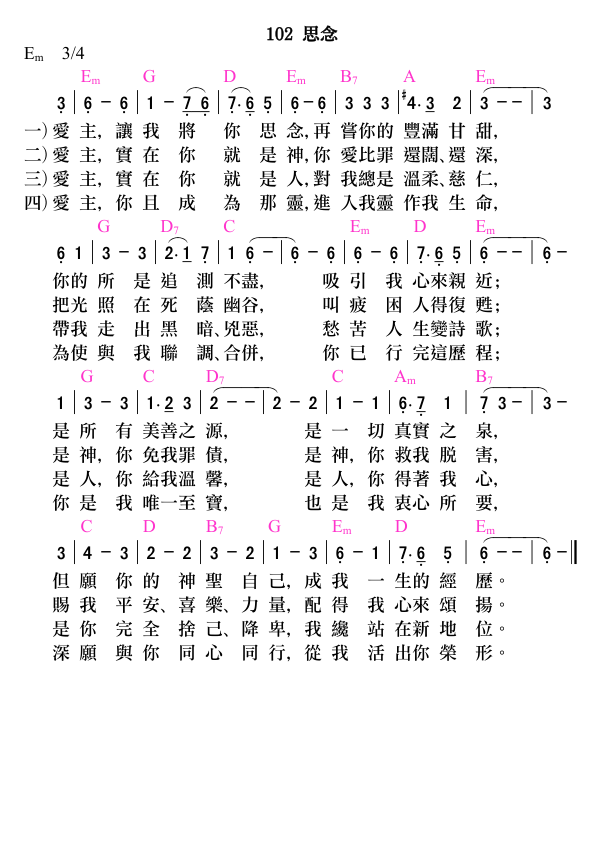 102 思念
Em 3/4
Em G D Em B7 A Em
3 | 6 - 6 | 1 - 7 6 | 7· 6 5 | 6 - 6 | 3 3 3 | #4· 3 2 | 3 - - | 3
一）愛 主, 讓 我 將 你 思 念, 再 嘗你的 豐滿 甘 甜,
二）愛 主, 實 在 你 就 是 神, 你 愛比罪 還闊、還 深,
三）愛 主, 實 在 你 就 是 人, 對 我總是 溫柔、慈 仁,
四）愛 主, 你 且 成 為 那 靈, 進 入我靈 作我 生 命,
G D7 C Em D Em
6 1 | 3 - 3 | 2· 1 7 | 1 6 - | - 6 - | 6 - 6 | 7· 6 5 | 6 - - | 6 -
你的 所 是 追 測 不盡, 吸 引 我 心來親 近；
把光 照 在 死 蔭 幽谷, 叫 疲 困 人得復 甦；
帶我 走 出 黑 暗、兇惡, 愁 苦 人 生變詩 歌；
為使 與 我 聯 調、合併, 你 已 行 完這歷 程；
G C D7 C Am B7
1 | 3 - 3 | 1· 2 3 | 2 - - | 2 - 2 | 1 - 1 | 6· 7 1 | 7 3 - | 3 -
是 所 有 美善之 源, 是 一 切 真實 之 泉,
是 神, 你 免我罪 債, 是 神, 你 救我 脫 害,
是 人, 你 給我溫 馨, 是 人, 你 得著 我 心,
你 是 我 唯一至 寶, 也 是 我 衷心 所 要,
C D B7 G Em D Em
3 | 4 - 3 | 2 - 2 | 3 - 2 | 1 - 3 | 6 - 1 | 7· 6 5 | 6 - - | 6 - ‖
但 願 你 的 神 聖 自 己, 成 我 一 生的 經 歷。
賜 我 平 安、喜 樂、力 量, 配 得 我 心來 頌 揚。
是 你 完 全 捨 己、降 卑, 我 纔 站 在新 地 位。
深 願 與 你 同 心 同 行, 從 我 活 出你 榮 形。